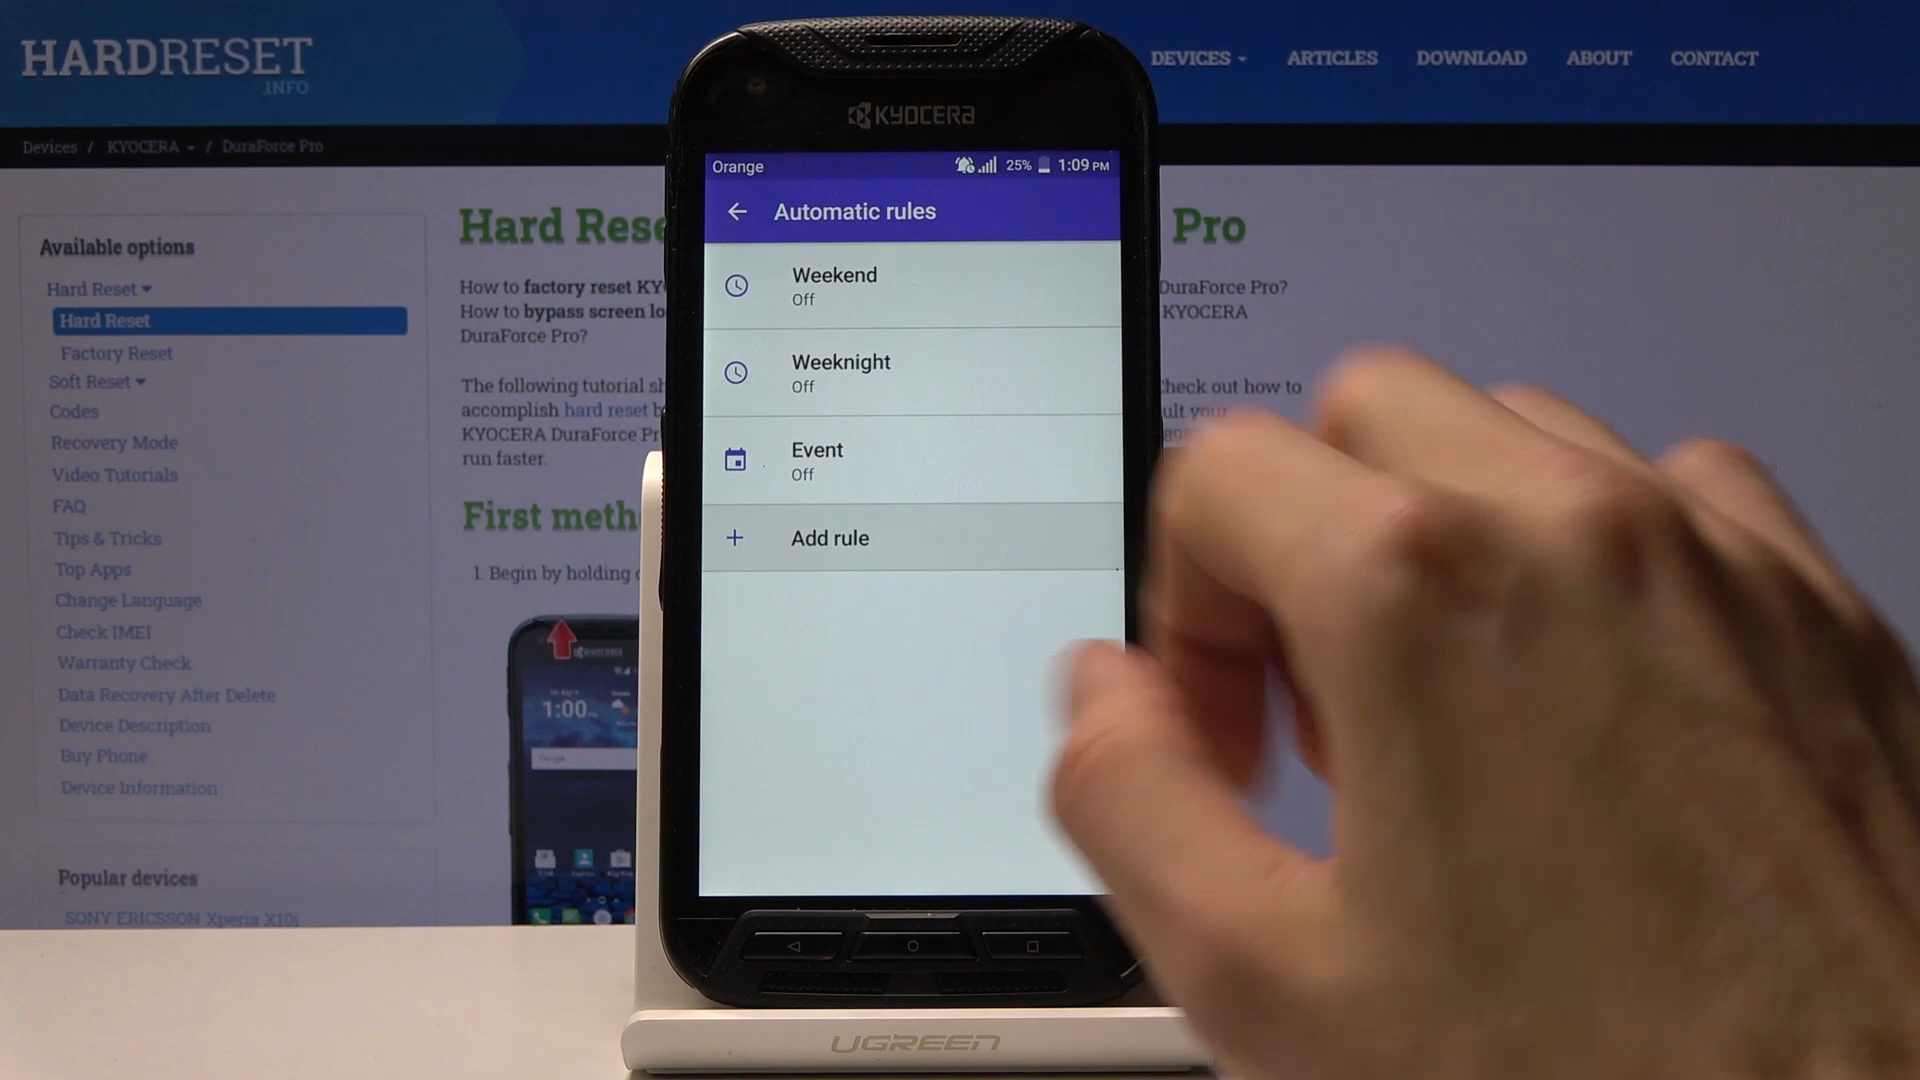 HARDRESET
.INFO
DEVICES
ARTICLES
DOWNLOAD
ABOUT
CONTACT
Devices / KYOCERA / DuraForce Pro
Available options
Hard Reset
Hard Reset
Factory Reset
Soft Reset
Codes
Recovery Mode
Video Tutorials
FAQ
Tips & Tricks
Top Apps
Change Language
Check IMEI
Warranty Check
Data Recovery After Delete
Device Description
Buy Phone
Device Information
Popular devices
SONY ERICSSON Xperia X10i
Hard Rese
Pro
How to factory reset KY
DuraForce Pro?
How to bypass screen lo
KYOCERA
DuraForce Pro?
The following tutorial sh
Check out how to
accomplish hard reset b
ult your
KYOCERA DuraForce Pr
run faster.
First meth
1. Begin by holding
1:00
KYOCERA
Orange
25%
1:09 PM
Automatic rules
Weekend
Off
Weeknight
Off
Event
Off
Add rule
UGREEN